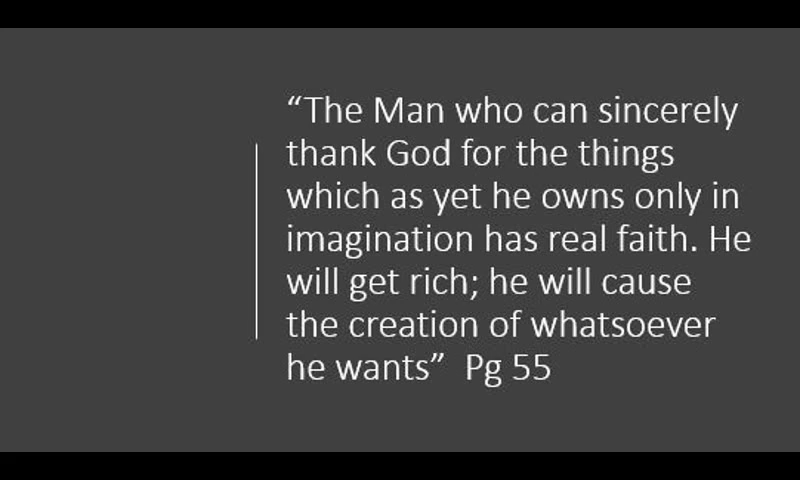 “The Man who can sincerely
thank God for the things
which as yet he owns only in
imagination has real faith. He
will get rich; he will cause
the creation of whatsoever
he wants”  Pg 55